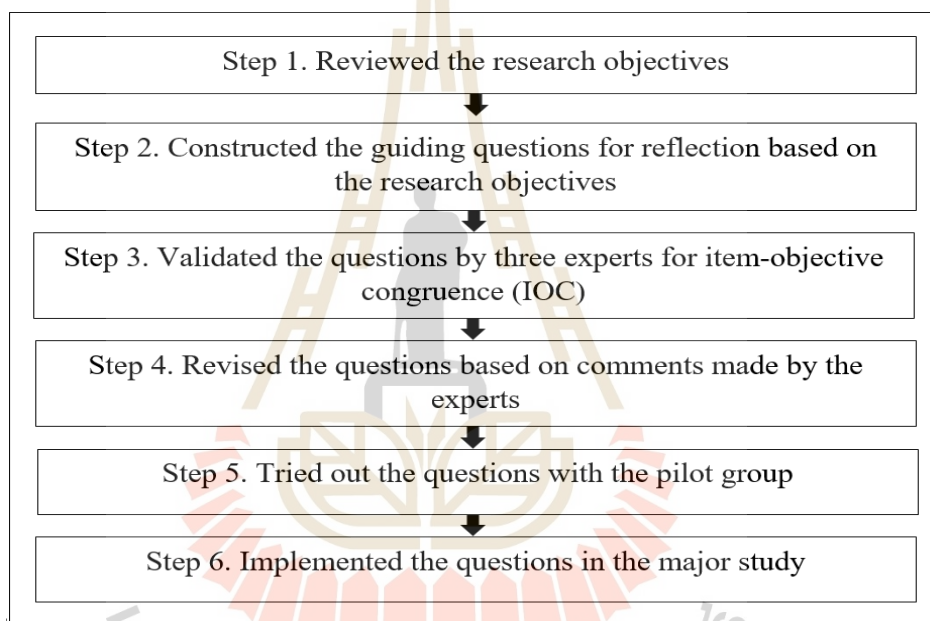 Step 1. Reviewed the research objectives
Step 2. Constructed the guiding questions for reflection based on
the research objectives
Step 3. Validated the questions by three experts for item-objective
congruence (IOC)
Step 4. Revised the questions based on comments made by the
experts
Step 5. Tried out the questions with the pilot group
Step 6. Implemented the questions in the major study